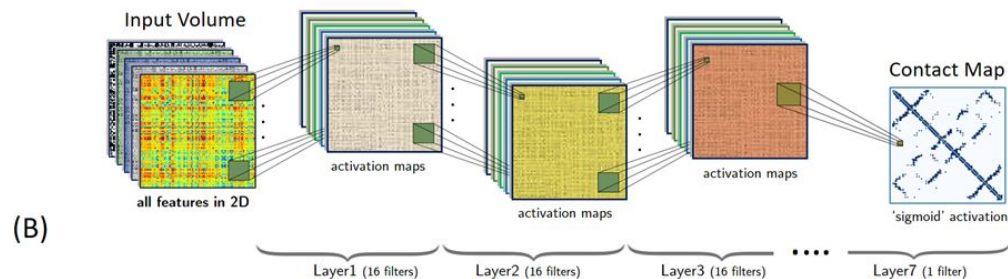 Input Volume
Contact Map
activation maps
activation maps
all features in 2D
activation maps
'sigmoid' activation
(B)
Layer1 (16 filters)
Layer2 (16 filters)
Layer3 (16 filters)
Layer7 (1 filter)